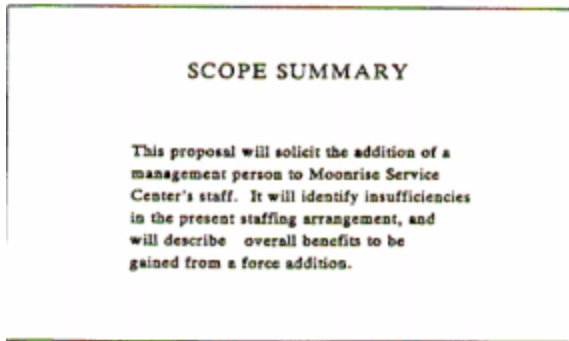 SCOPE SUMMARY
This proposal will solicit the addition of a
management person to Moonrise Service
Center's staff. It will identify insufficiencies
in the present staffing arrangement, and
will describe overall benefits to be
gained from a force addition.